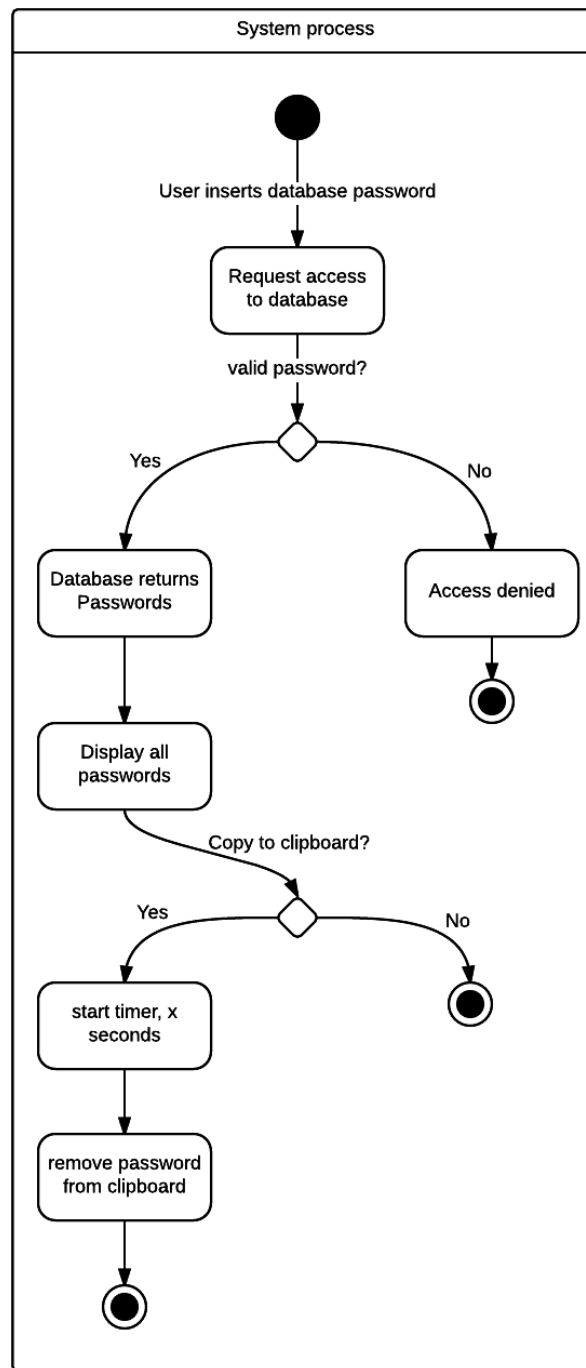 System process
User inserts database password
Request access
to database
valid password?
Yes
No
Database returns
Passwords
Access denied
Display all
passwords
Copy to clipboard?
Yes
No
start timer, x
seconds
remove password
from clipboard